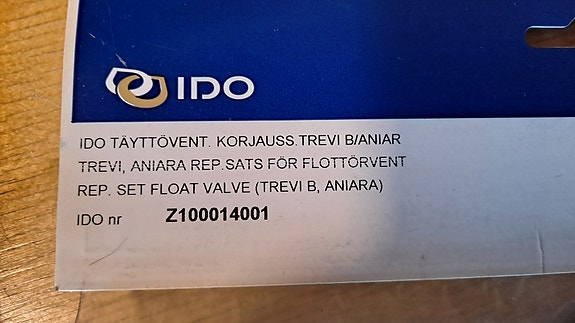 IDO
IDO TÄYTTÖVENT. KORJAUSS.TREVI B/ANIAR
TREVI, ANIARA REP.SATS FÖR FLOTTÖRVENT
REP. SET FLOAT VALVE (TREVI B, ANIARA)
IDO nr Z100014001